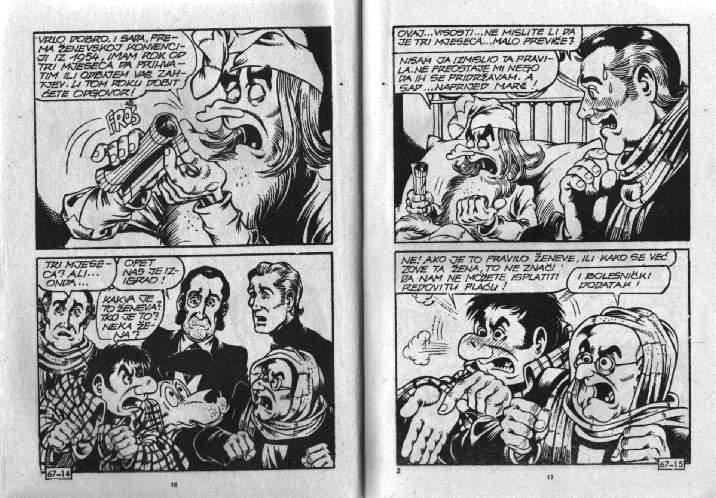 VRLO DOBRO. I SADA, PRE-
MA ŽENEVSKOJ KONVENCI-
JI IZ 1954, IMAM ROK OD
TRI MJESECA DA PRIHVA-
TIM ILI ODBIJEM VAŠ ZAH-
TJEV. U TOM ROKU DOBIT
ĆETE ODGOVOR!
TRI MJESE-
CA? ALI...
ONDA...
OPET
NAS JE IZ-
IGRAO!
KAKVA JE
TO ŽENEVA?
TKO JE TO?
NEKA ŽE-
NA?
67-14
16
OVAJ...VISOSTI...NE MISLITE LI DA
JE TRI MJESECA...MALO PREVIŠE?
NISAM JA IZMISLIO TA PRAVI-
LA. NE PREOSTAJE MI NEGO
DA IH SE PRIDRŽAVAM. A,
SAD...NAPRIJED MARŠ!
NE! AKO JE TO PRAVILO ŽENEVE, ILI KAKO SE VEĆ
ZOVE TA ŽENA, TO NE ZNAČI
DA NAM NE MOŽETE ISPLATITI
REDOVITU PLAĆU!
I BOLESNIČKI
DODATAK!
2
17
67-15